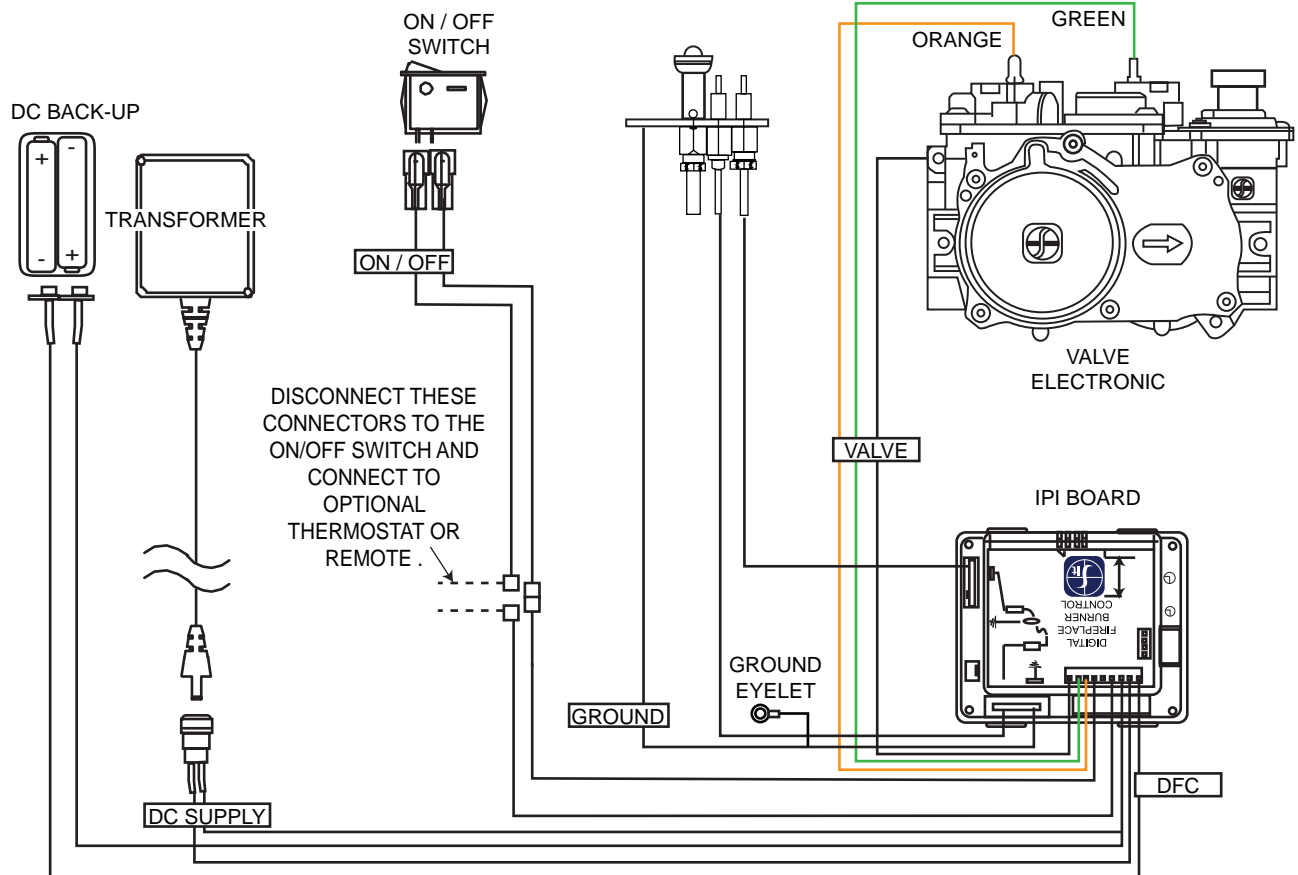 ON / OFF
SWITCH
GREEN
ORANGE
DC BACK-UP
+
-
-
+
TRANSFORMER
ON / OFF
VALVE
ELECTRONIC
DISCONNECT THESE
CONNECTORS TO THE
ON/OFF SWITCH AND
CONNECT TO
OPTIONAL
THERMOSTAT OR
REMOTE .
VALVE
IPI BOARD
DIGITAL
FIREPLACE
BURNER
CONTROL
GROUND
EYELET
GROUND
DFC
DC SUPPLY